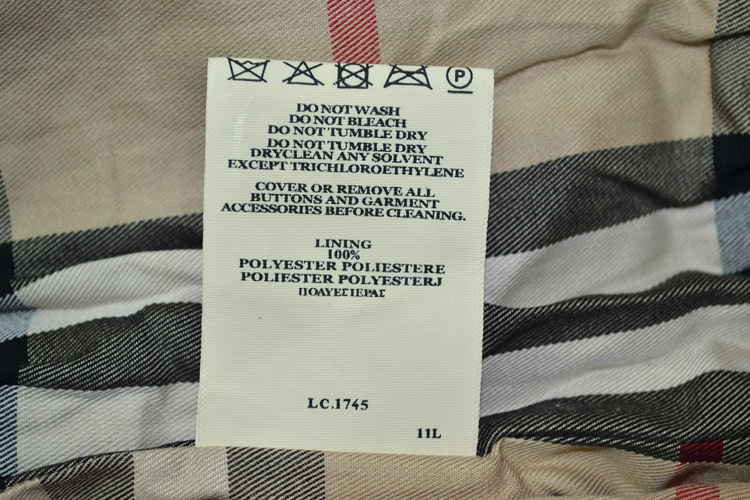 P
DO NOT WASH
DO NOT BLEACH
DO NOT TUMBLE DRY
DO NOT TUMBLE DRY
DRYCLEAN ANY SOLVENT
EXCEPT TRICHLOROETHYLENE
COVER OR REMOVE ALL
BUTTONS AND GARMENT
ACCESSORIES BEFORE CLEANING.
LINING
100%
POLYESTER POLIESTERE
POLIESTER POLYESTERJ
ΠΟΛΥΕΣΤΕΡΑΣ
LC.1745
11L